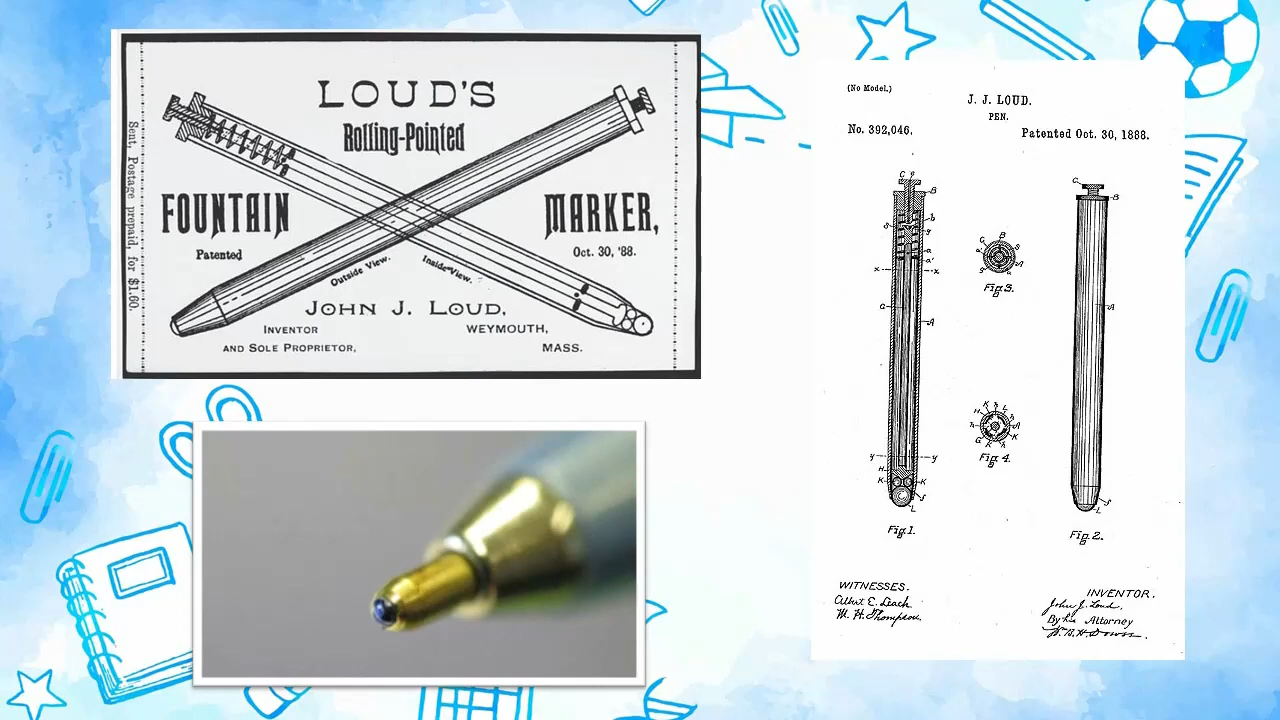 LOUD'S
Rolling-Pointed
FOUNTAIN MARKER,
Patented Oct. 30, '88.
Outside View. Inside View.
JOHN J. LOUD,
INVENTOR WEYMOUTH,
AND SOLE PROPRIETOR, MASS.
Sent, Postage prepaid, for $1.60.
(No Model.)
J. J. LOUD.
PEN.
No. 392,046. Patented Oct. 30, 1888.
Fig. 3.
Fig. 4.
Fig. 1. Fig. 2.
WITNESSES.
Albert E. Leach
W. H. Thompson.
INVENTOR.
John J. Loud,
By his Attorney